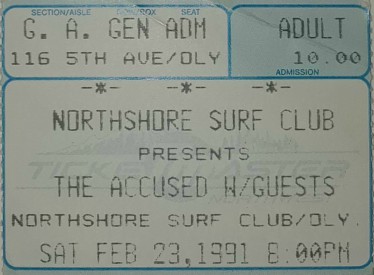 SECTION/AISLE ROW/BOX SEAT
G. A. GEN ADM ADULT
116 5TH AVE/OLY 10.00
ADMISSION
-*- -*- -*-
NORTHSHORE SURF CLUB
PRESENTS
TICKETMASTER
THE ACCUSED W/GUESTS
NORTHSHORE SURF CLUB/OLY.
SAT FEB 23,1991 8:00PM